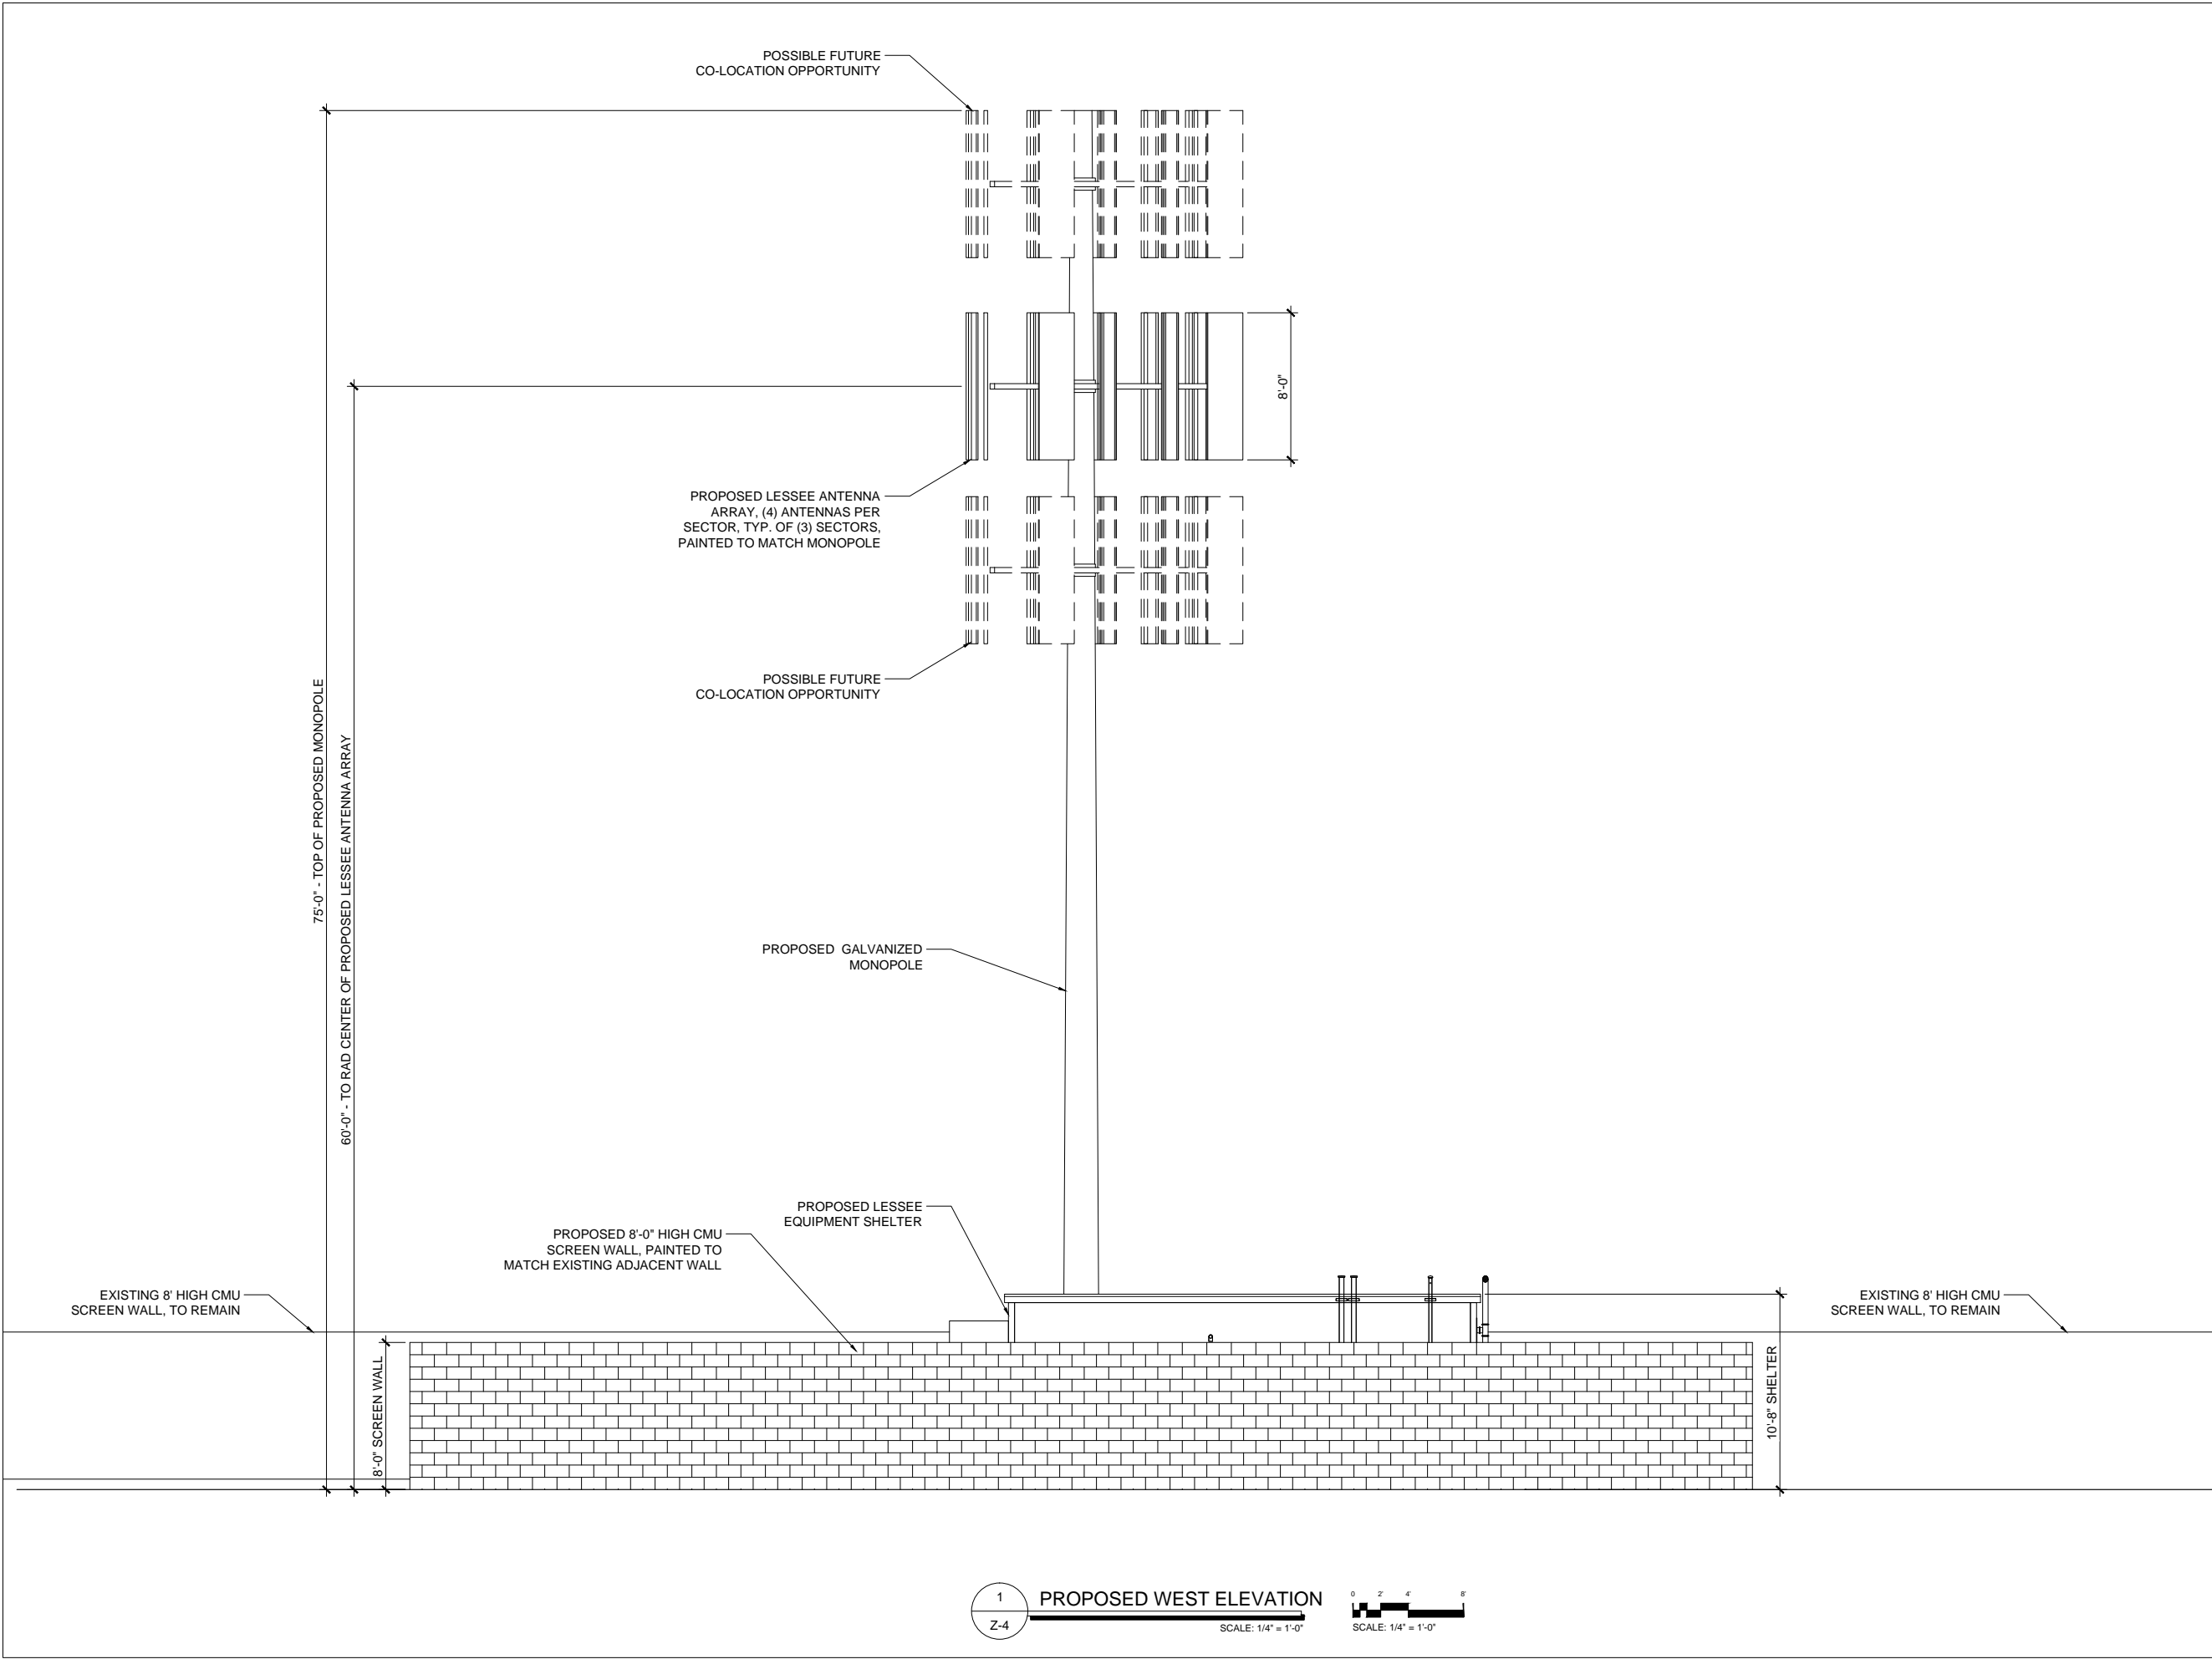 POSSIBLE FUTURE
CO-LOCATION OPPORTUNITY
8'-0"
PROPOSED LESSEE ANTENNA
ARRAY, (4) ANTENNAS PER
SECTOR, TYP. OF (3) SECTORS,
PAINTED TO MATCH MONOPOLE
POSSIBLE FUTURE
CO-LOCATION OPPORTUNITY
75'-0" - TOP OF PROPOSED MONOPOLE
60'-0" - TO RAD CENTER OF PROPOSED LESSEE ANTENNA ARRAY
PROPOSED GALVANIZED
MONOPOLE
PROPOSED LESSEE
EQUIPMENT SHELTER
PROPOSED 8'-0" HIGH CMU
SCREEN WALL, PAINTED TO
MATCH EXISTING ADJACENT WALL
EXISTING 8' HIGH CMU
SCREEN WALL, TO REMAIN
EXISTING 8' HIGH CMU
SCREEN WALL, TO REMAIN
8'-0" SCREEN WALL
10'-8" SHELTER
1
Z-4
PROPOSED WEST ELEVATION
SCALE: 1/4" = 1'-0"
0 2' 4' 8'
SCALE: 1/4" = 1'-0"